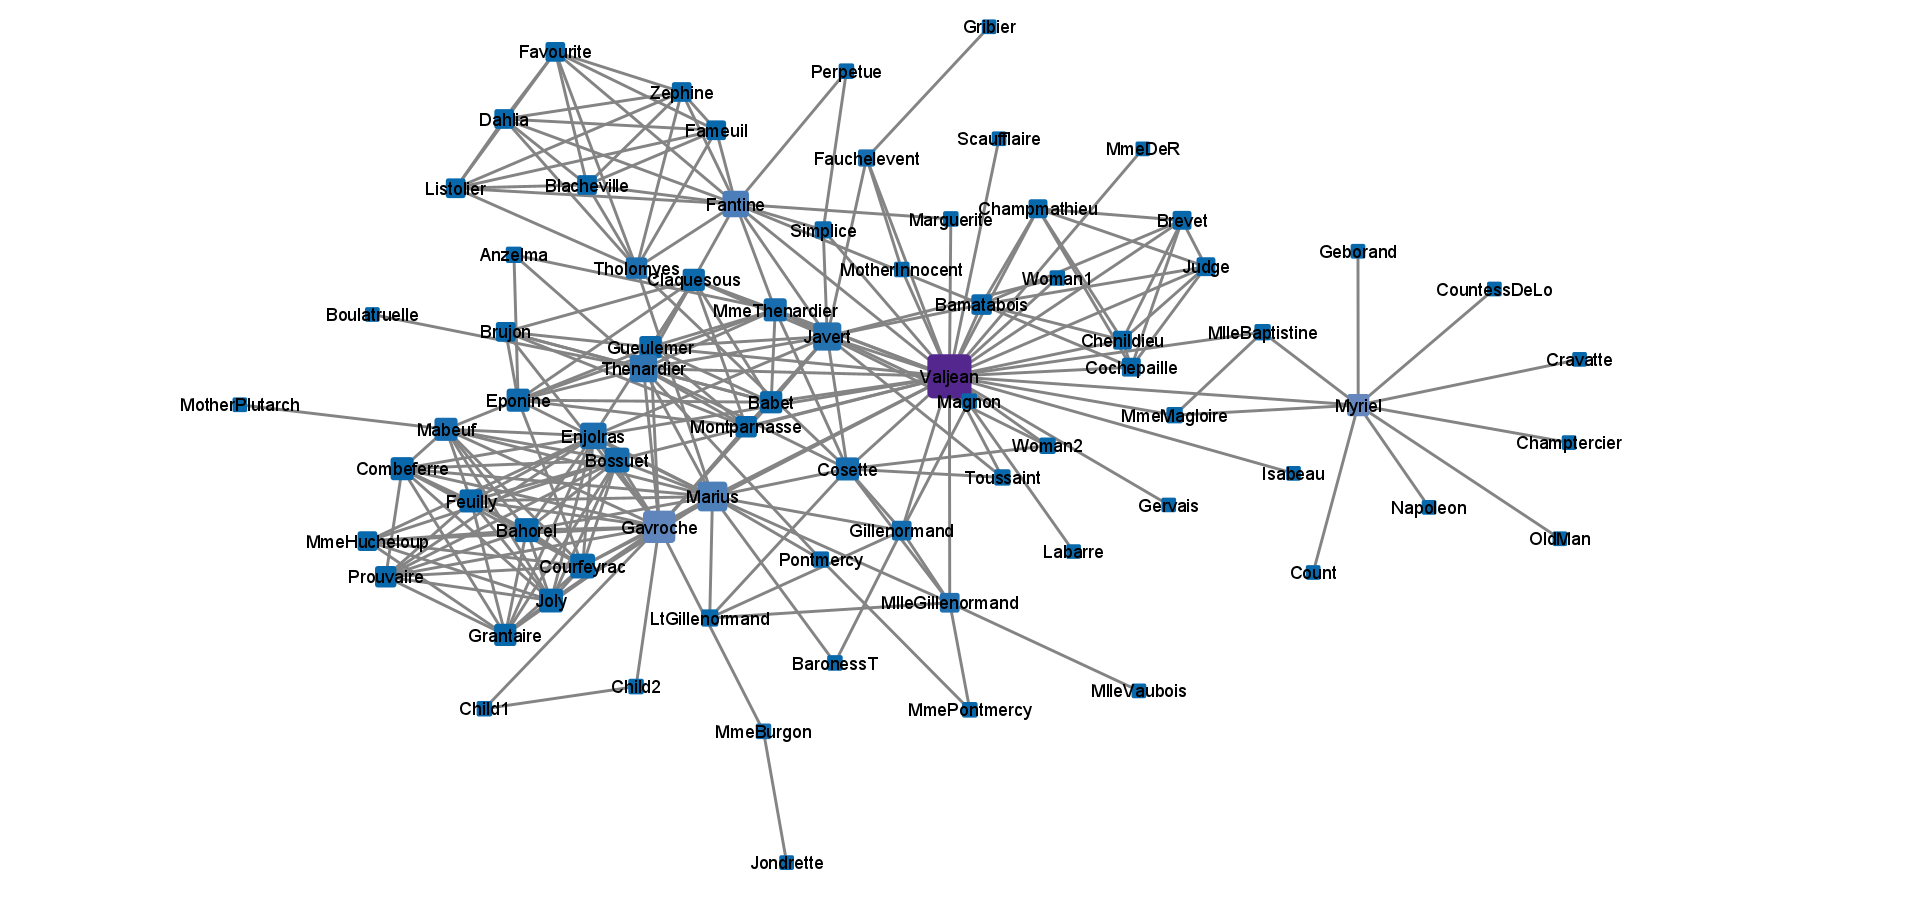 Gribier
Favourite
Perpetue
Zephine
Dahlia
Fameuil
Scaufflaire
MmeDeR
Fauchelevent
Listolier
Blacheville
Fantine
Champmathieu
Marguerite
Brevet
Simplice
Geborand
Anzelma
Tholomyes
Judge
MotherInnocent
Woman1
Claquesous
CountessDeLo
Bamatabois
MmeThenardier
Boulatruelle
Brujon
MlleBaptistine
Javert
Chenildieu
Gueulemer
Cravatte
Thenardier
Cochepaille
Valjean
Eponine
Babet
Magnon
MotherPlutarch
Myriel
MmeMagloire
Montparnasse
Mabeuf
Enjolras
Champtercier
Woman2
Bossuet
Combeferre
Cosette
Isabeau
Toussaint
Marius
Feuilly
Gervais
Napoleon
Gavroche
Bahorel
Gillenormand
OldMan
MmeHucheloup
Labarre
Pontmercy
Courfeyrac
Count
Prouvaire
Joly
MlleGillenormand
LtGillenormand
Grantaire
BaronessT
Child2
MlleVaubois
Child1
MmePontmercy
MmeBurgon
Jondrette